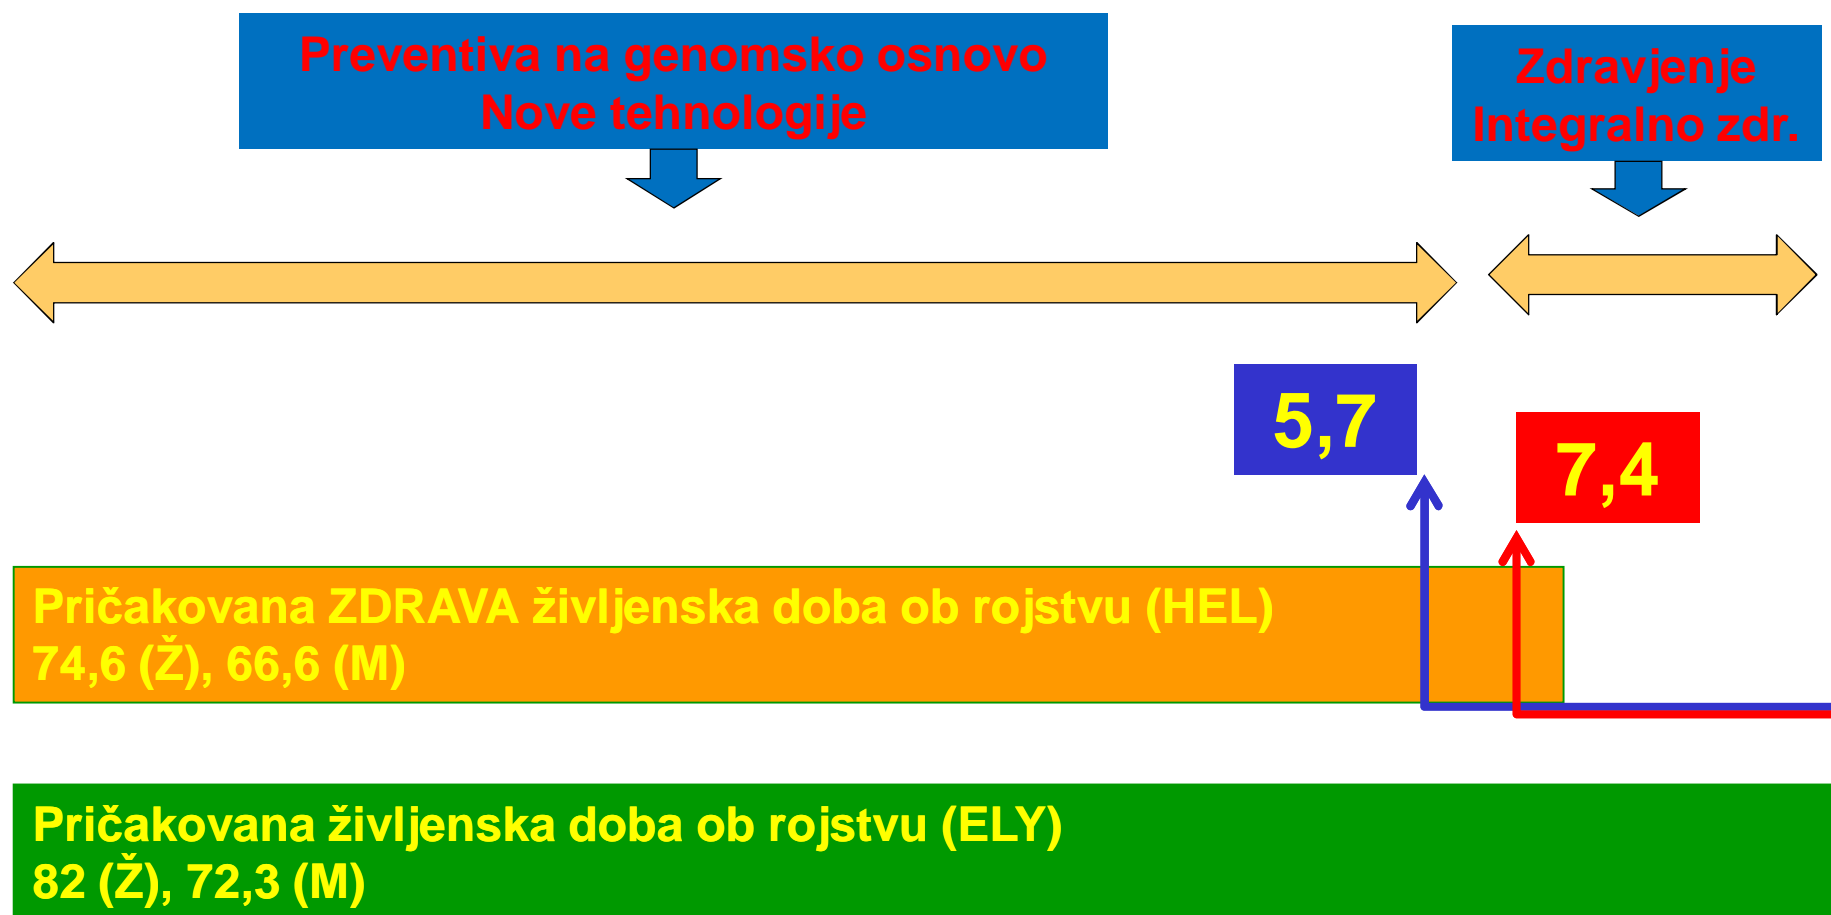 Preventiva na genomsko osnovo
Nove tehnologije
Zdravjenje
Integralno zdr.
5,7
7,4
Pričakovana ZDRAVA življenska doba ob rojstvu (HEL)
74,6 (Ž), 66,6 (M)
Pričakovana življenska doba ob rojstvu (ELY)
82 (Ž), 72,3 (M)